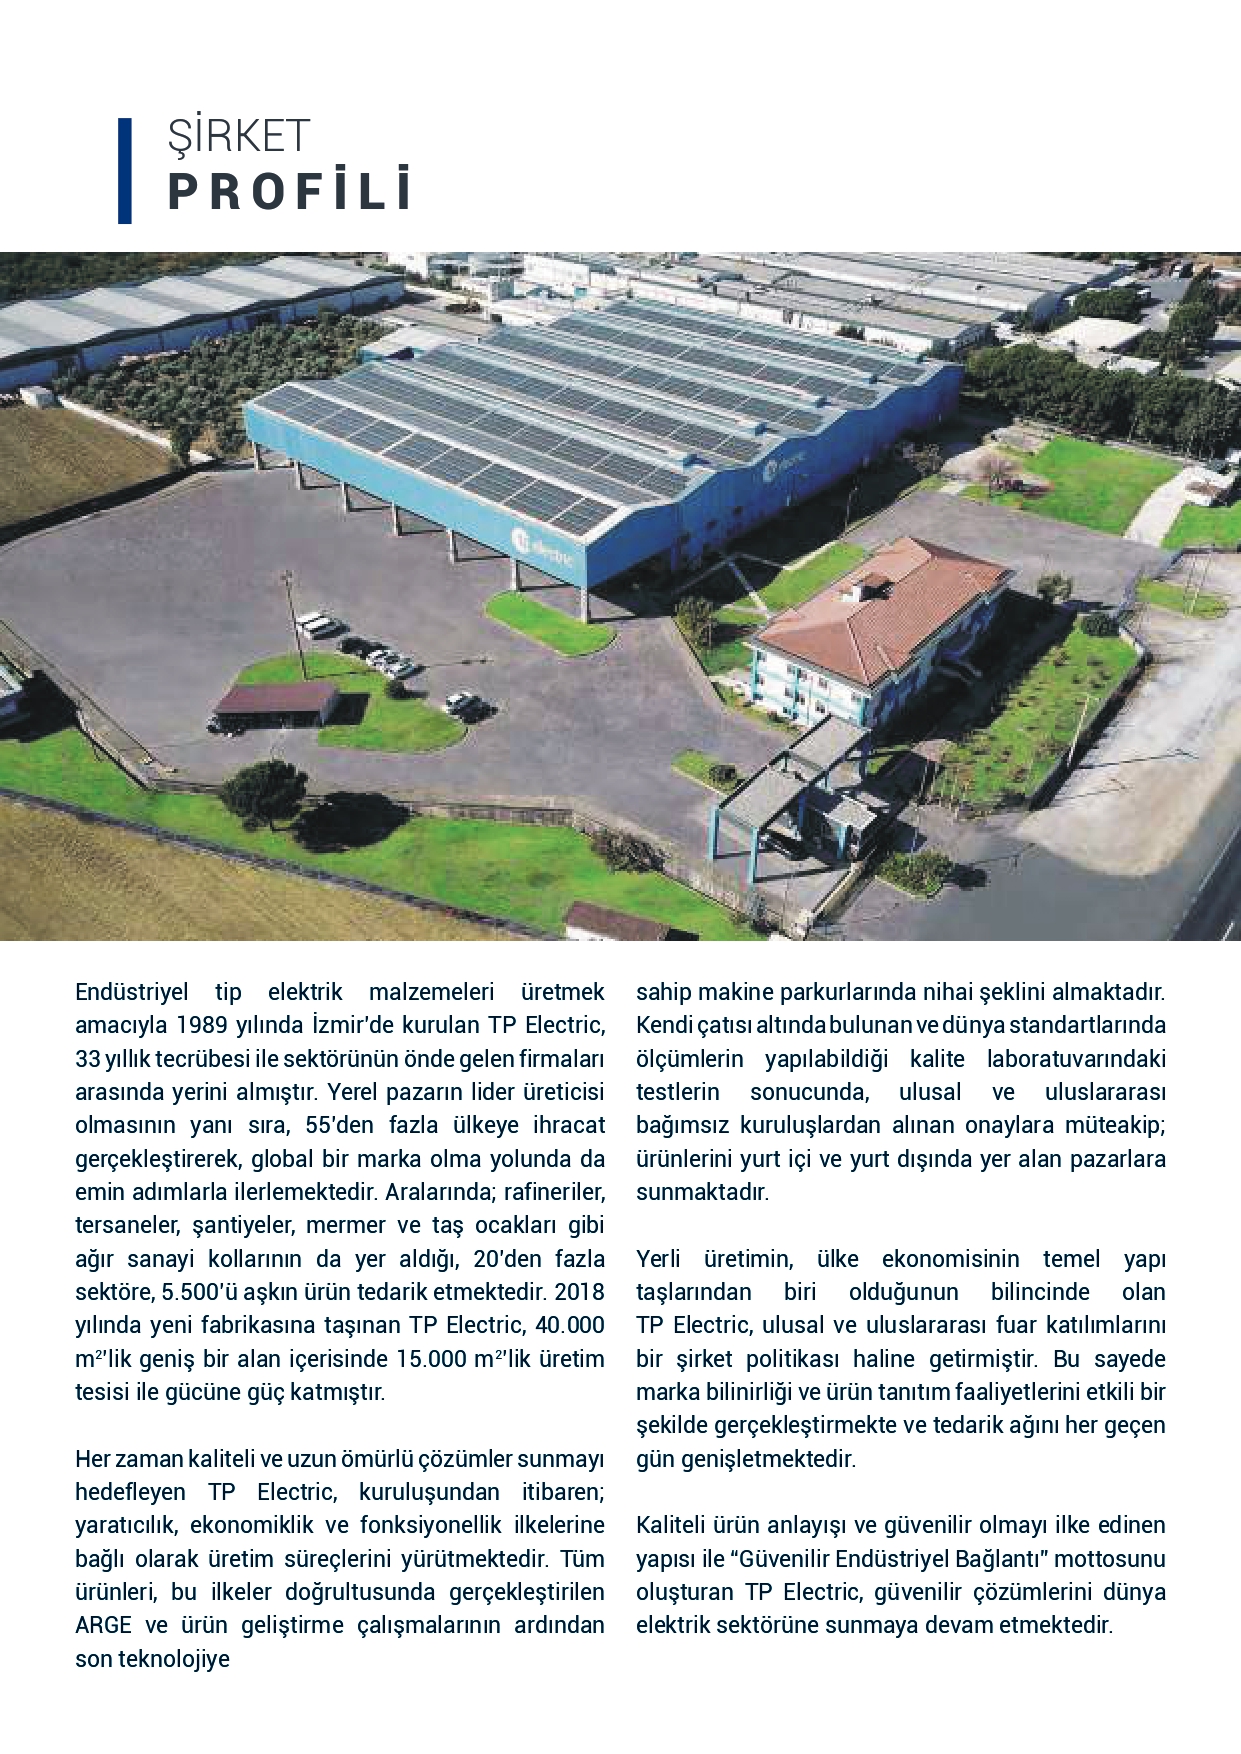 ŞİRKET
PROFİLİ
electric
electric
Endüstriyel tip elektrik malzemeleri üretmek
amacıyla 1989 yılında İzmir'de kurulan TP Electric,
33 yıllık tecrübesi ile sektörünün önde gelen firmaları
arasında yerini almıştır. Yerel pazarın lider üreticisi
olmasının yanı sıra, 55'den fazla ülkeye ihracat
gerçekleştirerek, global bir marka olma yolunda da
emin adımlarla ilerlemektedir. Aralarında; rafineriler,
tersaneler, şantiyeler, mermer ve taş ocakları gibi
ağır sanayi kollarının da yer aldığı, 20'den fazla
sektöre, 5.500'ü aşkın ürün tedarik etmektedir. 2018
yılında yeni fabrikasına taşınan TP Electric, 40.000
m²'lik geniş bir alan içerisinde 15.000 m²'lik üretim
tesisi ile gücüne güç katmıştır.
Her zaman kaliteli ve uzun ömürlü çözümler sunmayı
hedefleyen TP Electric, kuruluşundan itibaren;
yaratıcılık, ekonomiklik ve fonksiyonellik ilkelerine
bağlı olarak üretim süreçlerini yürütmektedir. Tüm
ürünleri, bu ilkeler doğrultusunda gerçekleştirilen
ARGE ve ürün geliştirme çalışmalarının ardından
son teknolojiye
sahip makine parkurlarında nihai şeklini almaktadır.
Kendi çatısı altında bulunan ve dünya standartlarında
ölçümlerin yapılabildiği kalite laboratuvarındaki
testlerin sonucunda, ulusal ve uluslararası
bağımsız kuruluşlardan alınan onaylara müteakip;
ürünlerini yurt içi ve yurt dışında yer alan pazarlara
sunmaktadır.
Yerli üretimin, ülke ekonomisinin temel yapı
taşlarından biri olduğunun bilincinde olan
TP Electric, ulusal ve uluslararası fuar katılımlarını
bir şirket politikası haline getirmiştir. Bu sayede
marka bilinirliği ve ürün tanıtım faaliyetlerini etkili bir
şekilde gerçekleştirmekte ve tedarik ağını her geçen
gün genişletmektedir.
Kaliteli ürün anlayışı ve güvenilir olmayı ilke edinen
yapısı ile “Güvenilir Endüstriyel Bağlantı” mottosunu
oluşturan TP Electric, güvenilir çözümlerini dünya
elektrik sektörüne sunmaya devam etmektedir.